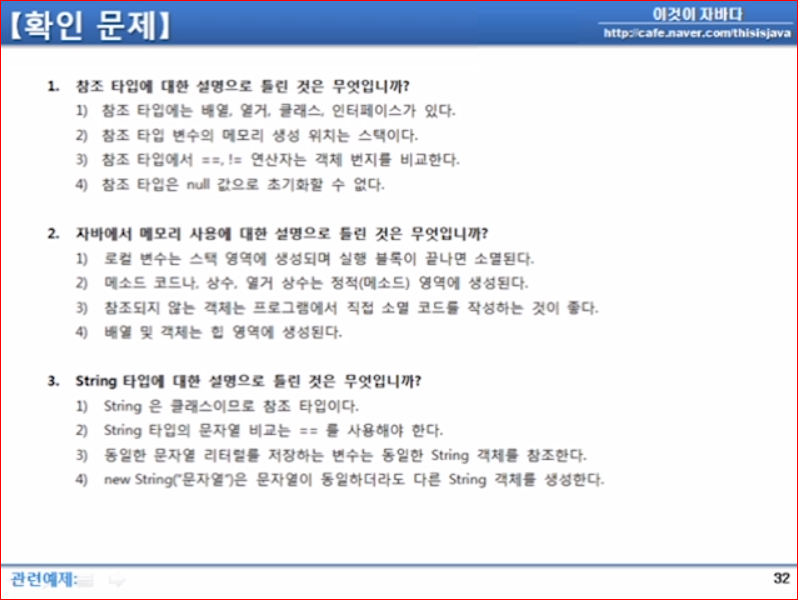 【확인 문제】
이것이 자바다
http://cafe.naver.com/thisisjava
1. 참조 타입에 대한 설명으로 틀린 것은 무엇입니까?
1) 참조 타입에는 배열, 열거, 클래스, 인터페이스가 있다.
2) 참조 타입 변수의 메모리 생성 위치는 스택이다.
3) 참조 타입에서 ==, != 연산자는 객체 번지를 비교한다.
4) 참조 타입은 null 값으로 초기화할 수 없다.
2. 자바에서 메모리 사용에 대한 설명으로 틀린 것은 무엇입니까?
1) 로컬 변수는 스택 영역에 생성되며 실행 블록이 끝나면 소멸된다.
2) 메소드 코드나, 상수, 열거 상수는 정적(메소드) 영역에 생성된다.
3) 참조되지 않는 객체는 프로그램에서 직접 소멸 코드를 작성하는 것이 좋다.
4) 배열 및 객체는 힙 영역에 생성된다.
3. String 타입에 대한 설명으로 틀린 것은 무엇입니까?
1) String 은 클래스이므로 참조 타입이다.
2) String 타입의 문자열 비교는 == 를 사용해야 한다.
3) 동일한 문자열 리터럴를 저장하는 변수는 동일한 String 객체를 참조한다.
4) new String("문자열")은 문자열이 동일하더라도 다른 String 객체를 생성한다.
관련예제:
32